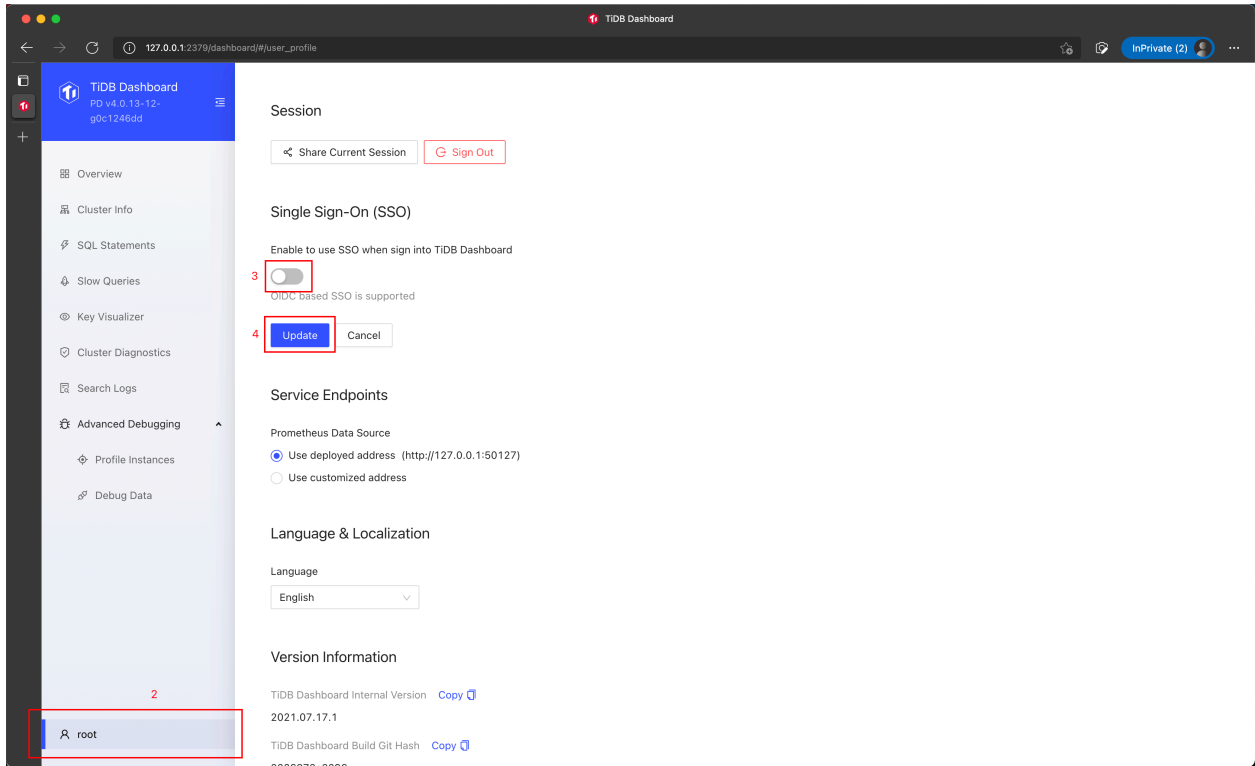 TiDB Dashboard
127.0.0.1:2379/dashboard/#/user_profile
InPrivate (2)
TiDB Dashboard
PD v4.0.13-12-
g0c1246dd
Overview
Cluster Info
SQL Statements
Slow Queries
Key Visualizer
Cluster Diagnostics
Search Logs
Advanced Debugging
Profile Instances
Debug Data
2
root
Session
Share Current Session
Sign Out
Single Sign-On (SSO)
Enable to use SSO when sign into TiDB Dashboard
3
OIDC based SSO is supported
4
Update
Cancel
Service Endpoints
Prometheus Data Source
Use deployed address (http://127.0.0.1:50127)
Use customized address
Language & Localization
Language
English
Version Information
TiDB Dashboard Internal Version Copy
2021.07.17.1
TiDB Dashboard Build Git Hash Copy